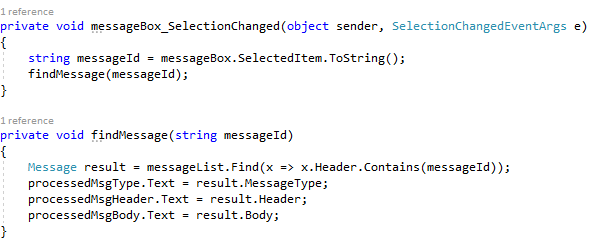 1 reference
private void messageBox_SelectionChanged(object sender, SelectionChangedEventArgs e)
{
    string messageId = messageBox.SelectedItem.ToString();
    findMessage(messageId);
}
1 reference
private void findMessage(string messageId)
{
    Message result = messageList.Find(x => x.Header.Contains(messageId));
    processedMsgType.Text = result.MessageType;
    processedMsgHeader.Text = result.Header;
    processedMsgBody.Text = result.Body;
}